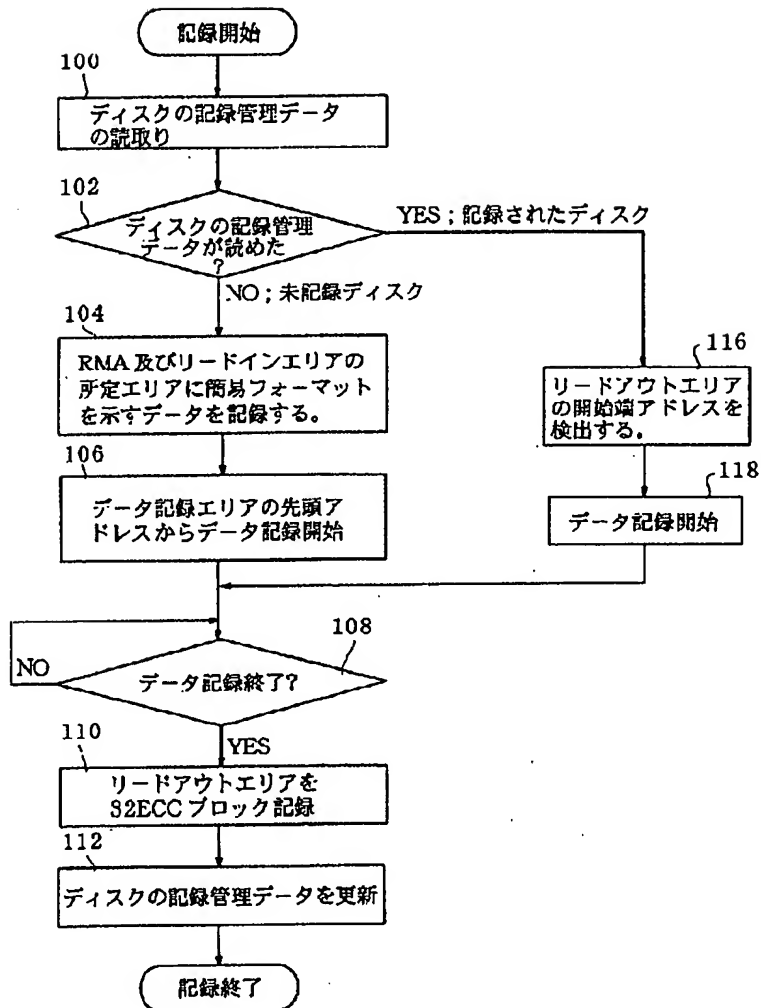 記録開始
100
ディスクの記録管理データ
の読取り
102
ディスクの記録管理
データが読めた
?
YES;記録されたディスク
NO;未記録ディスク
104
RMA及びリードインエリアの
所定エリアに簡易フォーマット
を示すデータを記録する。
116
リードアウトエリア
の開始端アドレスを
検出する。
106
データ記録エリアの先頭ア
ドレスからデータ記録開始
118
データ記録開始
108
データ記録終了?
NO
YES
110
リードアウトエリアを
32ECCブロック記録
112
ディスクの記録管理データを更新
記録終了